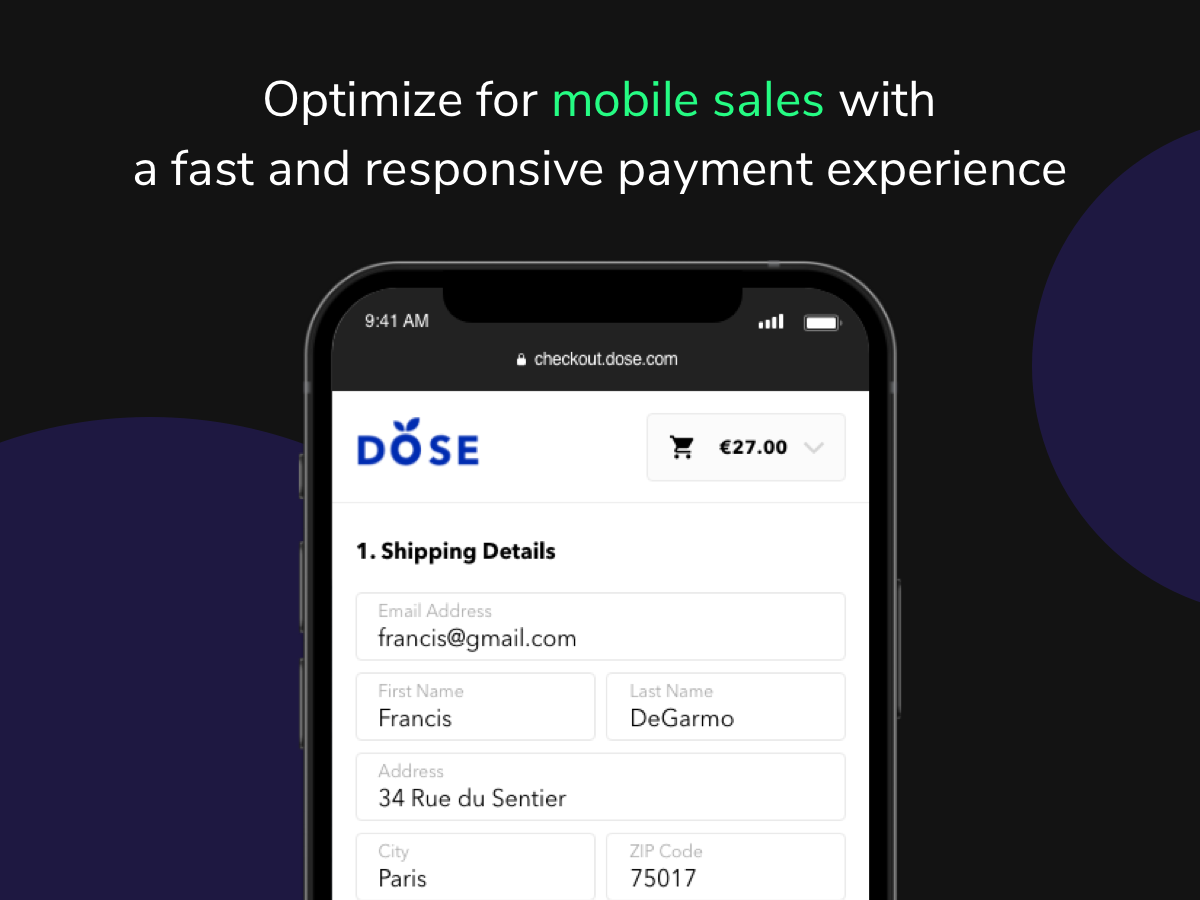 Optimize for mobile sales with
a fast and responsive payment experience
9:41 AM
checkout.dose.com
DOSE
€27.00
1. Shipping Details
Email Address
francis@gmail.com
First Name
Last Name
Francis
DeGarmo
Address
34 Rue du Sentier
City
ZIP Code
Paris
75017